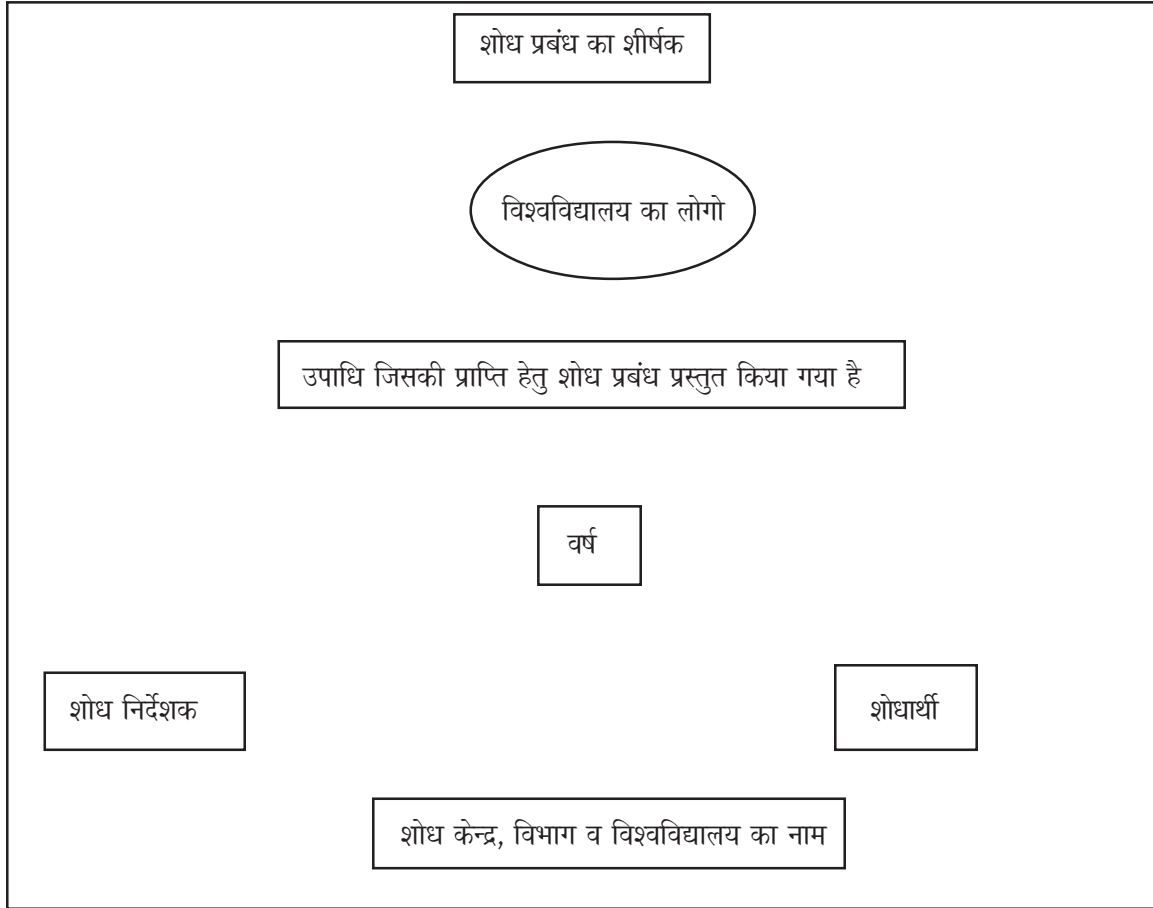 शोध प्रबंध का शीर्षक
विश्वविद्यालय का लोगो
उपाधि जिसकी प्राप्ति हेतु शोध प्रबंध प्रस्तुत किया गया है
वर्ष
शोध निर्देशक
शोधार्थी
शोध केन्द्र, विभाग व विश्वविद्यालय का नाम